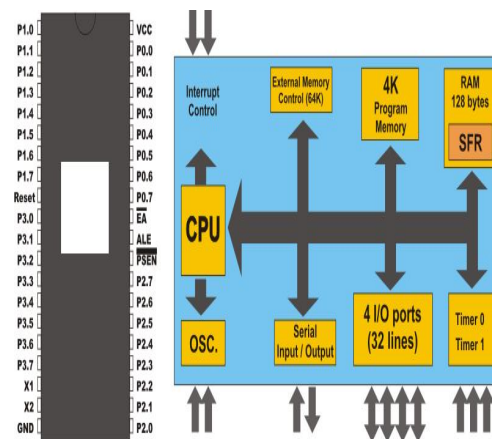 P1.0
P1.1
P1.2
P1.3
P1.4
P1.5
P1.6
P1.7
Reset
P3.0
P3.1
P3.2
P3.3
P3.4
P3.5
P3.6
P3.7
X1
X2
GND
VCC
P0.0
P0.1
P0.2
P0.3
P0.4
P0.5
P0.6
P0.7
EA
ALE
PSEN
P2.7
P2.6
P2.5
P2.4
P2.3
P2.2
P2.1
P2.0
Interrupt
Control
External Memory
Control (64K)
4K
Program
Memory
RAM
128 bytes
SFR
CPU
OSC.
Serial
Input / Output
4 I/O ports
(32 lines)
Timer 0
Timer 1